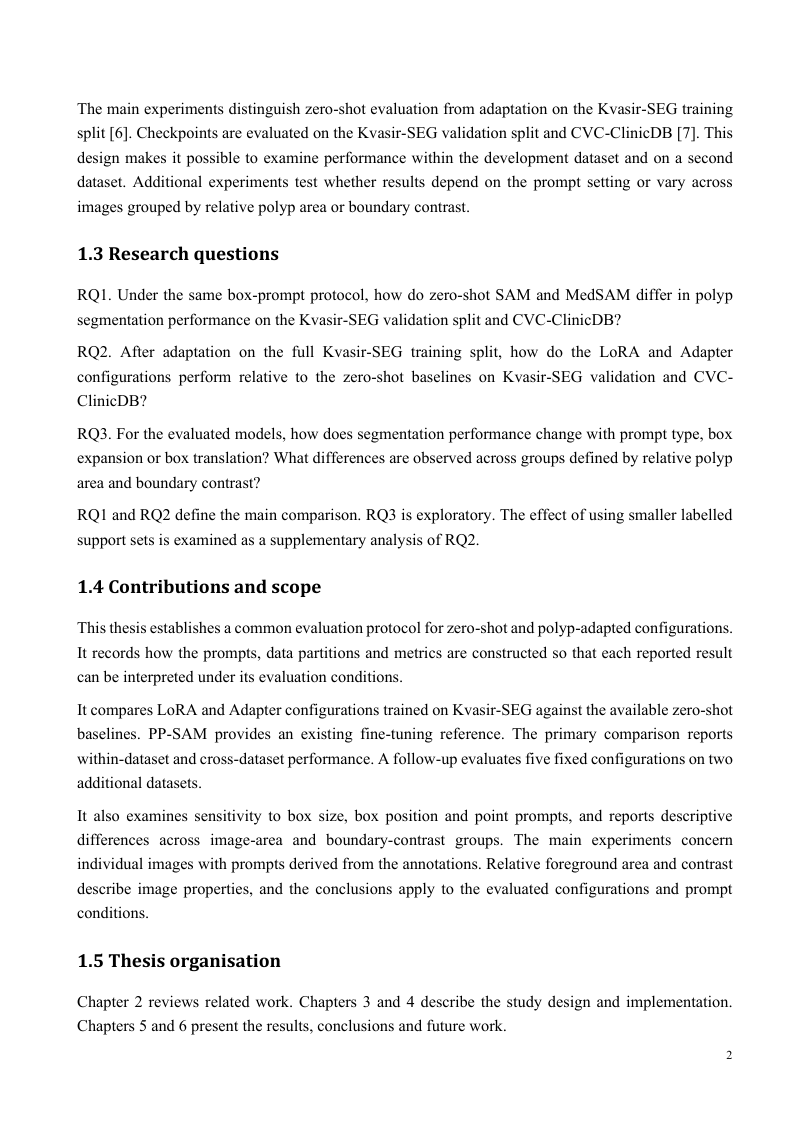 The main experiments distinguish zero-shot evaluation from adaptation on the Kvasir-SEG training
split [6]. Checkpoints are evaluated on the Kvasir-SEG validation split and CVC-ClinicDB [7]. This
design makes it possible to examine performance within the development dataset and on a second
dataset. Additional experiments test whether results depend on the prompt setting or vary across
images grouped by relative polyp area or boundary contrast.
1.3 Research questions
RQ1. Under the same box-prompt protocol, how do zero-shot SAM and MedSAM differ in polyp
segmentation performance on the Kvasir-SEG validation split and CVC-ClinicDB?
RQ2. After adaptation on the full Kvasir-SEG training split, how do the LoRA and Adapter
configurations perform relative to the zero-shot baselines on Kvasir-SEG validation and CVC-
ClinicDB?
RQ3. For the evaluated models, how does segmentation performance change with prompt type, box
expansion or box translation? What differences are observed across groups defined by relative polyp
area and boundary contrast?
RQ1 and RQ2 define the main comparison. RQ3 is exploratory. The effect of using smaller labelled
support sets is examined as a supplementary analysis of RQ2.
1.4 Contributions and scope
This thesis establishes a common evaluation protocol for zero-shot and polyp-adapted configurations.
It records how the prompts, data partitions and metrics are constructed so that each reported result
can be interpreted under its evaluation conditions.
It compares LoRA and Adapter configurations trained on Kvasir-SEG against the available zero-shot
baselines. PP-SAM provides an existing fine-tuning reference. The primary comparison reports
within-dataset and cross-dataset performance. A follow-up evaluates five fixed configurations on two
additional datasets.
It also examines sensitivity to box size, box position and point prompts, and reports descriptive
differences across image-area and boundary-contrast groups. The main experiments concern
individual images with prompts derived from the annotations. Relative foreground area and contrast
describe image properties, and the conclusions apply to the evaluated configurations and prompt
conditions.
1.5 Thesis organisation
Chapter 2 reviews related work. Chapters 3 and 4 describe the study design and implementation.
Chapters 5 and 6 present the results, conclusions and future work.
2